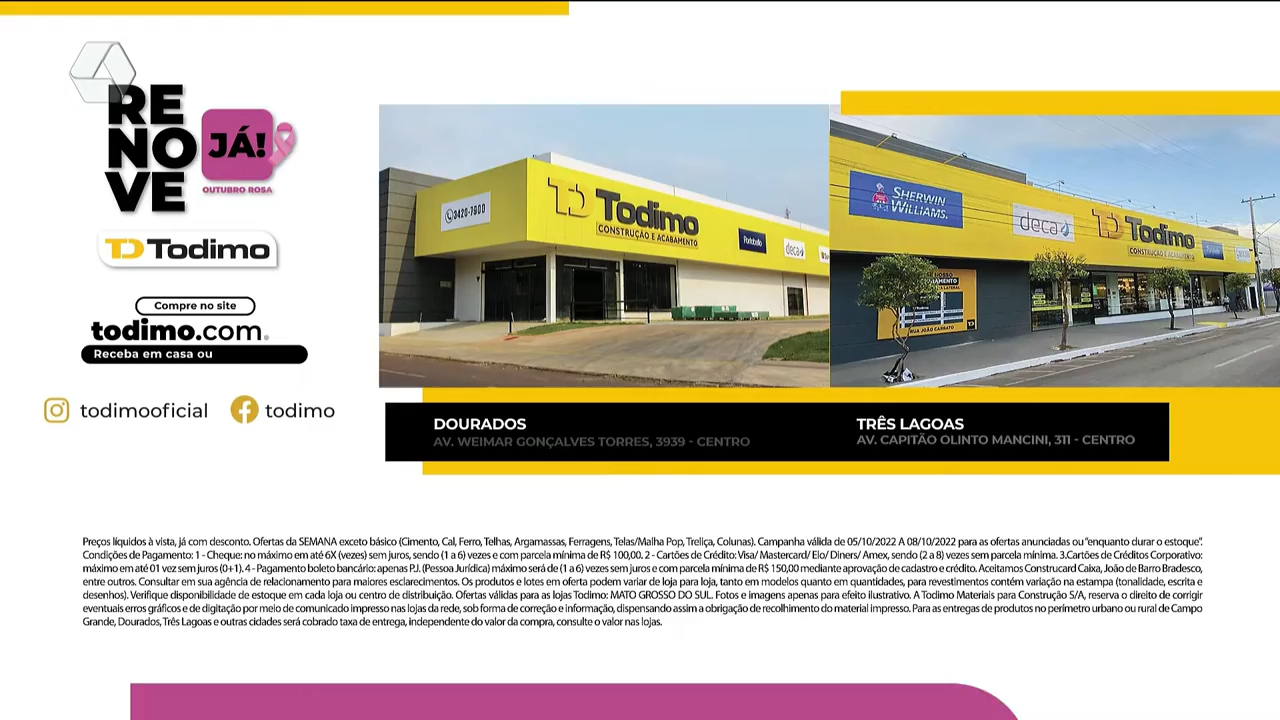 RE
NO
VE
JÁ!
OUTUBRO ROSA
TD Todimo
Compre no site
todimo.com.
Receba em casa ou
todimooficial
todimo
3420-7800
TD Todimo
CONSTRUÇÃO E ACABAMENTO
Portobello
deca
SHERWIN
WILLIAMS.
deca
TD Todimo
CONSTRUÇÃO E ACABAMENTO
RUA JOÃO CARRATO
DOURADOS
AV. WEIMAR GONÇALVES TORRES, 3939 - CENTRO
TRÊS LAGOAS
AV. CAPITÃO OLINTO MANCINI, 311 - CENTRO
Preços líquidos à vista, já com desconto. Ofertas da SEMANA exceto básico (Cimento, Cal, Ferro, Telhas, Argamassas, Ferragens, Telas/Malha Pop, Treliça, Colunas). Campanha válida de 05/10/2022 A 08/10/2022 para as ofertas anunciadas ou "enquanto durar o estoque".
Condições de Pagamento: 1 - Cheque: no máximo em até 6X (vezes) sem juros, sendo (1 a 6) vezes e com parcela mínima de R$ 100,00. 2 - Cartões de Crédito: Visa/ Mastercard/ Elo/ Diners/ Amex, sendo (2 a 8) vezes sem parcela mínima. 3.Cartões de Créditos Corporativo:
máximo em até 01 vez sem juros (0+1). 4 - Pagamento boleto bancário: apenas P.J. (Pessoa Jurídica) máximo será de (1 a 6) vezes sem juros e com parcela mínima de R$ 150,00 mediante aprovação de cadastro e crédito. Aceitamos Construcard Caixa, João de Barro Bradesco,
entre outros. Consultar em sua agência de relacionamento para maiores esclarecimentos. Os produtos e lotes em oferta podem variar de loja para loja, tanto em modelos quanto em quantidades, para revestimentos contém variação na estampa (tonalidade, escrita e
desenhos). Verifique disponibilidade de estoque em cada loja ou centro de distribuição. Ofertas válidas para as lojas Todimo: MATO GROSSO DO SUL. Fotos e imagens apenas para efeito ilustrativo. A Todimo Materiais para Construção S/A, reserva o direito de corrigir
eventuais erros gráficos e de digitação por meio de comunicado impresso nas lojas da rede, sob forma de correção e informação, dispensando assim a obrigação de recolhimento do material impresso. Para as entregas de produtos no perímetro urbano ou rural de Campo
Grande, Dourados, Três Lagoas e outras cidades será cobrado taxa de entrega, independente do valor da compra, consulte o valor nas lojas.